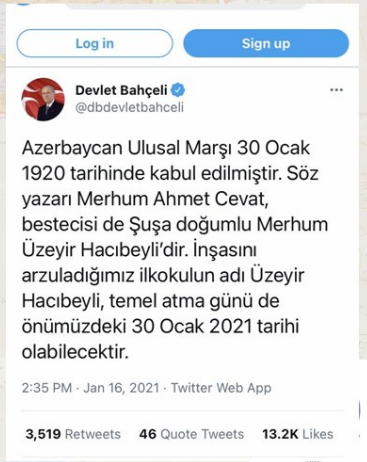 Log in
Sign up
Devlet Bahçeli
@dbdevletbahceli
Azerbaycan Ulusal Marşı 30 Ocak
1920 tarihinde kabul edilmiştir. Söz
yazarı Merhum Ahmet Cevat,
bestecisi de Şuşa doğumlu Merhum
Üzeyir Hacıbeyli'dir. İnşasını
arzuladığımız ilkokulun adı Üzeyir
Hacıbeyli, temel atma günü de
önümüzdeki 30 Ocak 2021 tarihi
olabilecektir.
2:35 PM · Jan 16, 2021 · Twitter Web App
3,519 Retweets 46 Quote Tweets 13.2K Likes